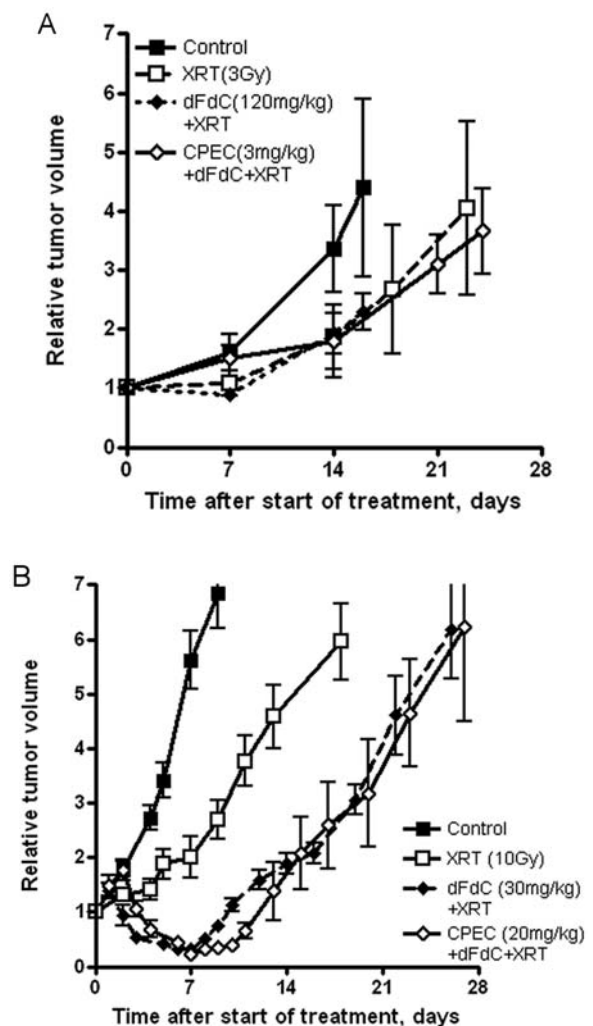 A
7
6
5
4
3
2
1
0
Relative tumor volume
Control
XRT(3Gy)
dFdC(120mg/kg)
+XRT
CPEC(3mg/kg)
+dFdC+XRT
0 7 14 21 28
Time after start of treatment, days
B
7
6
5
4
3
2
1
0
Relative tumor volume
Control
XRT (10Gy)
dFdC (30mg/kg)
+XRT
CPEC (20mg/kg)
+dFdC+XRT
0 7 14 21 28
Time after start of treatment, days